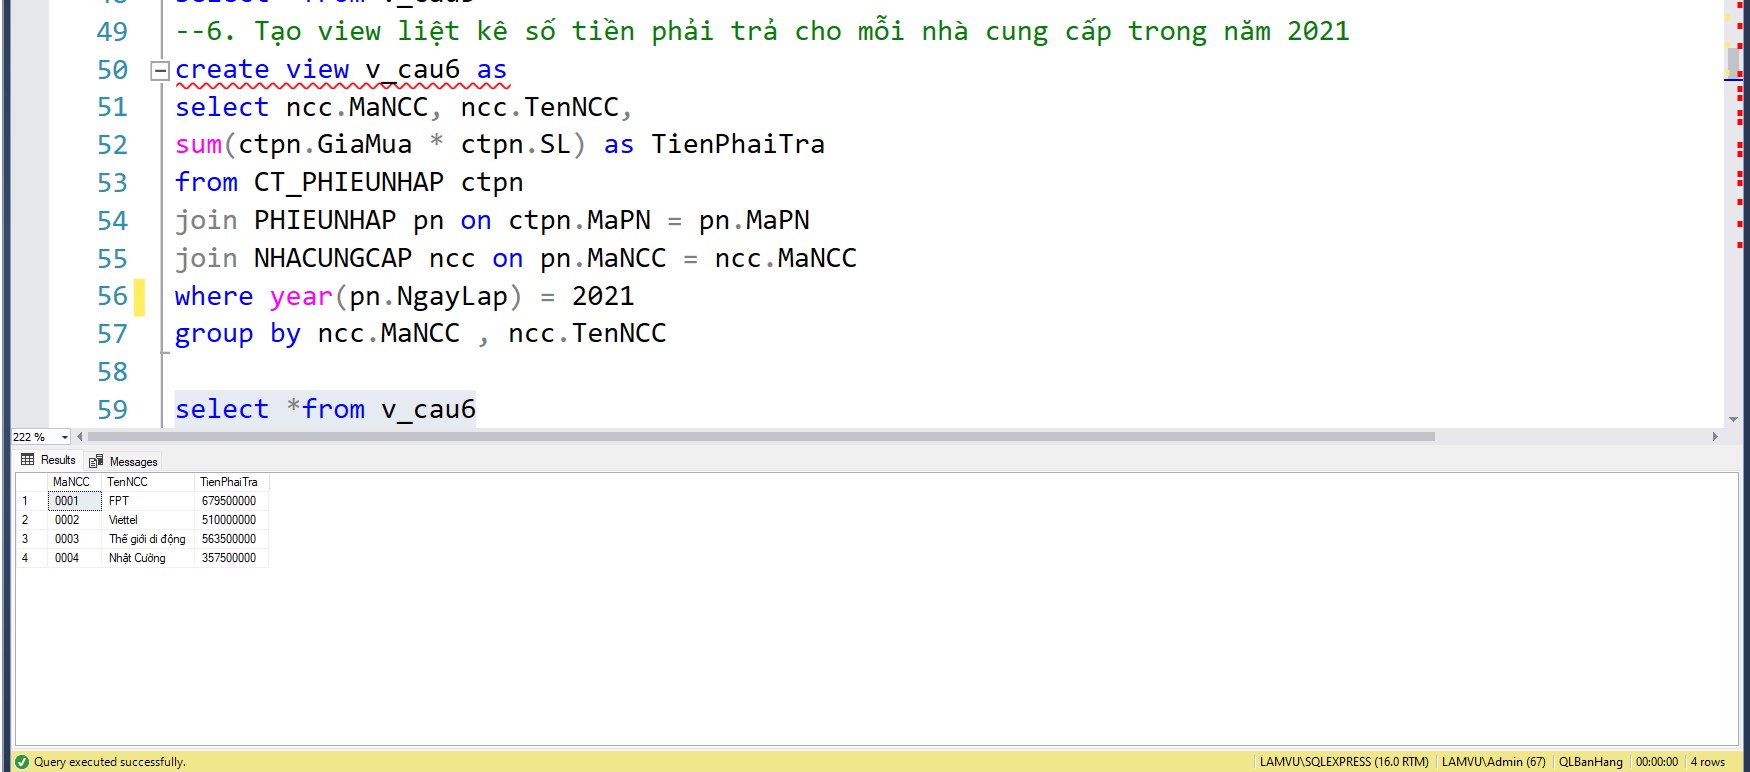 49 --6. Tạo view liệt kê số tiền phải trả cho mỗi nhà cung cấp trong năm 2021
50 create view v_cau6 as
51 select ncc.MaNCC, ncc.TenNCC,
52 sum(ctpn.GiaMua * ctpn.SL) as TienPhaiTra
53 from CT_PHIEUNHAP ctpn
54 join PHIEUNHAP pn on ctpn.MaPN = pn.MaPN
55 join NHACUNGCAP ncc on pn.MaNCC = ncc.MaNCC
56 where year(pn.NgayLap) = 2021
57 group by ncc.MaNCC , ncc.TenNCC
58
59 select *from v_cau6
222 %
Results Messages
MaNCC TenNCC TienPhaiTra
1 0001 FPT 679500000
2 0002 Viettel 510000000
3 0003 Thế giới di động 563500000
4 0004 Nhật Cường 357500000
Query executed successfully. LAMVU\SQLEXPRESS (16.0 RTM) LAMVU\Admin (67) QLBanHang 00:00:00 4 rows